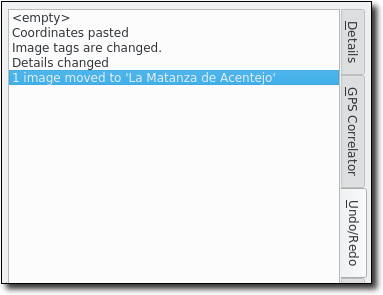 <empty>
Coordinates pasted
Image tags are changed.
Details changed
1 image moved to 'La Matanza de Acentejo'
Details
GPS Correlator
Undo/Redo